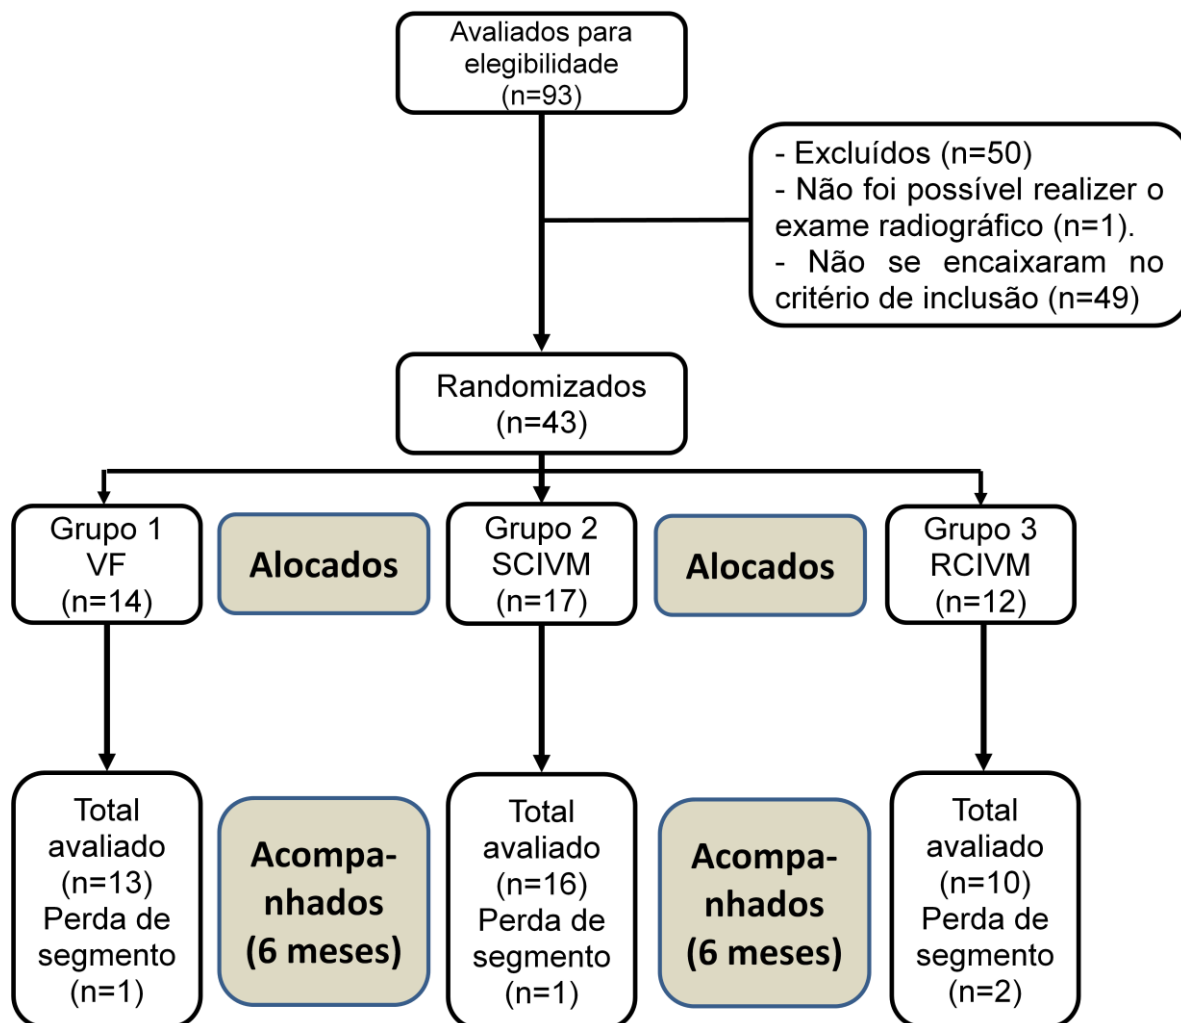 Avaliados para
elegibilidade
(n=93)
- Excluídos (n=50)
- Não foi possível realizer o
exame radiográfico (n=1).
- Não se encaixaram no
critério de inclusão (n=49)
Randomizados
(n=43)
Grupo 1
VF
(n=14)
Alocados
Grupo 2
SCIVM
(n=17)
Alocados
Grupo 3
RCIVM
(n=12)
Total
avaliado
(n=13)
Perda de
segmento
(n=1)
Acompa-
nhados
(6 meses)
Total
avaliado
(n=16)
Perda de
segmento
(n=1)
Acompa-
nhados
(6 meses)
Total
avaliado
(n=10)
Perda de
segmento
(n=2)